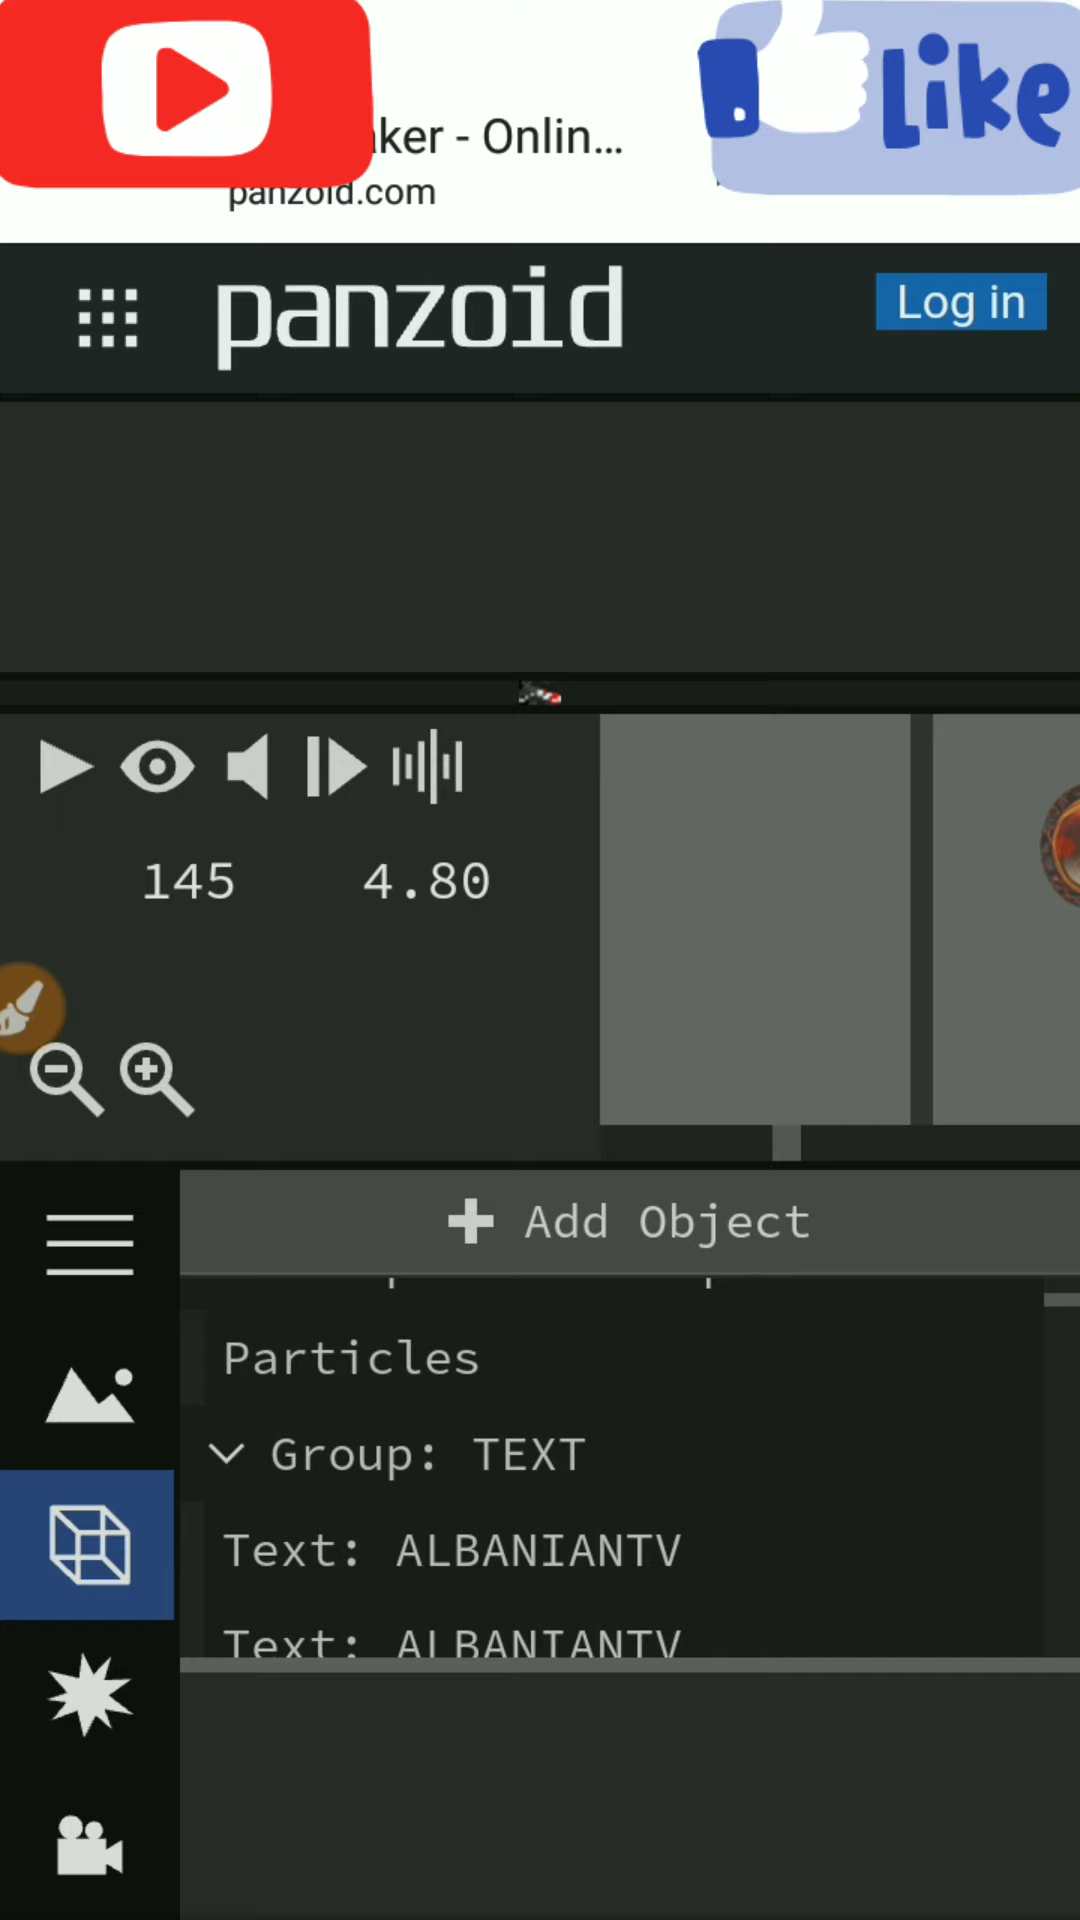 Like
aker - Onlin...
panzoid.com
panzoid
Log in
145
4.80
Add Object
Particles
Group: TEXT
Text: ALBANIANTV
Text: ALBANIANTV